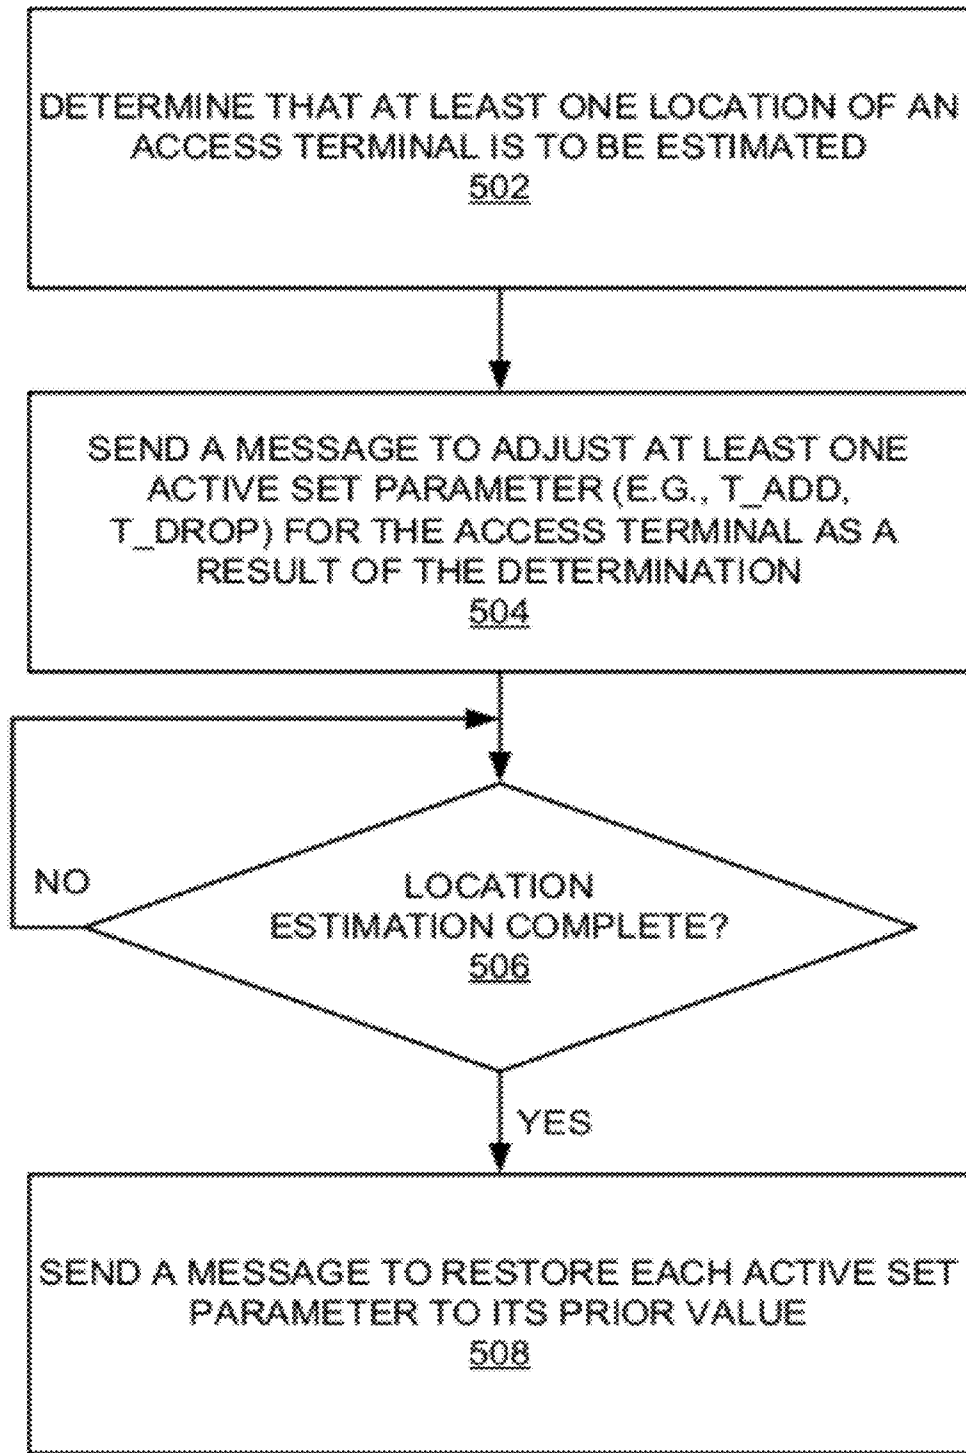 DETERMINE THAT AT LEAST ONE LOCATION OF AN
ACCESS TERMINAL IS TO BE ESTIMATED
502
SEND A MESSAGE TO ADJUST AT LEAST ONE
ACTIVE SET PARAMETER (E.G., T_ADD,
T_DROP) FOR THE ACCESS TERMINAL AS A
RESULT OF THE DETERMINATION
504
NO
LOCATION
ESTIMATION COMPLETE?
506
YES
SEND A MESSAGE TO RESTORE EACH ACTIVE SET
PARAMETER TO ITS PRIOR VALUE
508